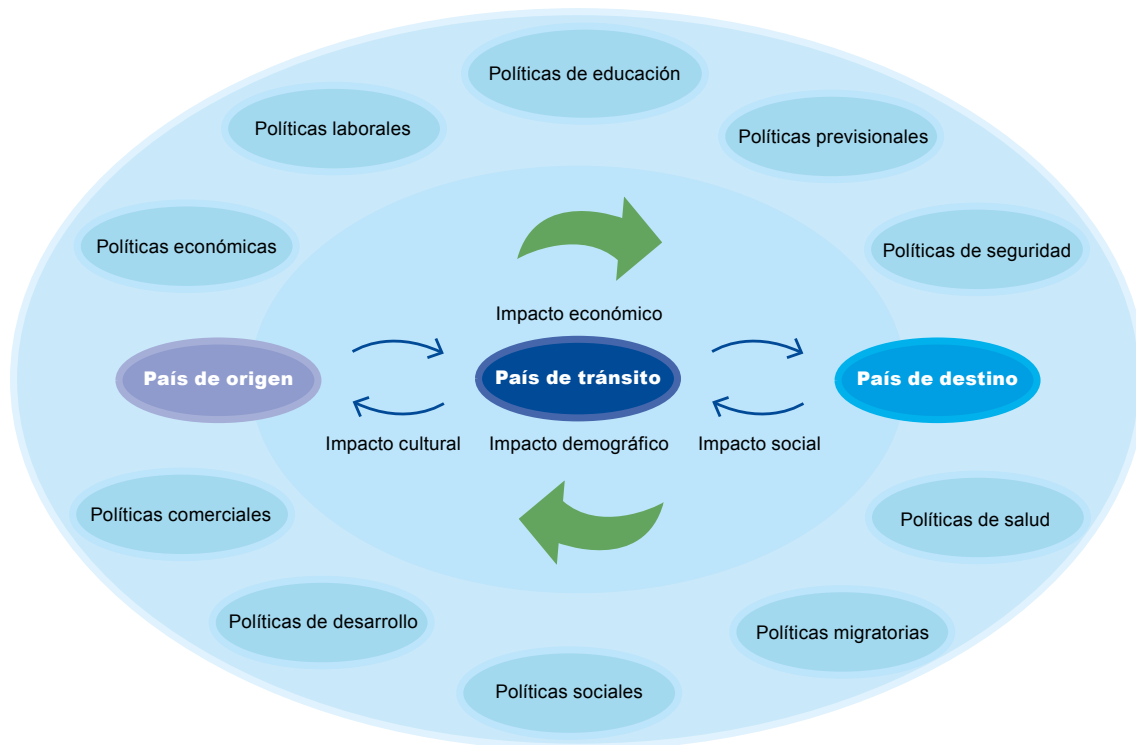 Políticas de educación
Políticas laborales
Políticas previsionales
Políticas económicas
Políticas de seguridad
Impacto económico
País de origen
País de tránsito
País de destino
Impacto cultural
Impacto demográfico
Impacto social
Políticas comerciales
Políticas de salud
Políticas de desarrollo
Políticas migratorias
Políticas sociales